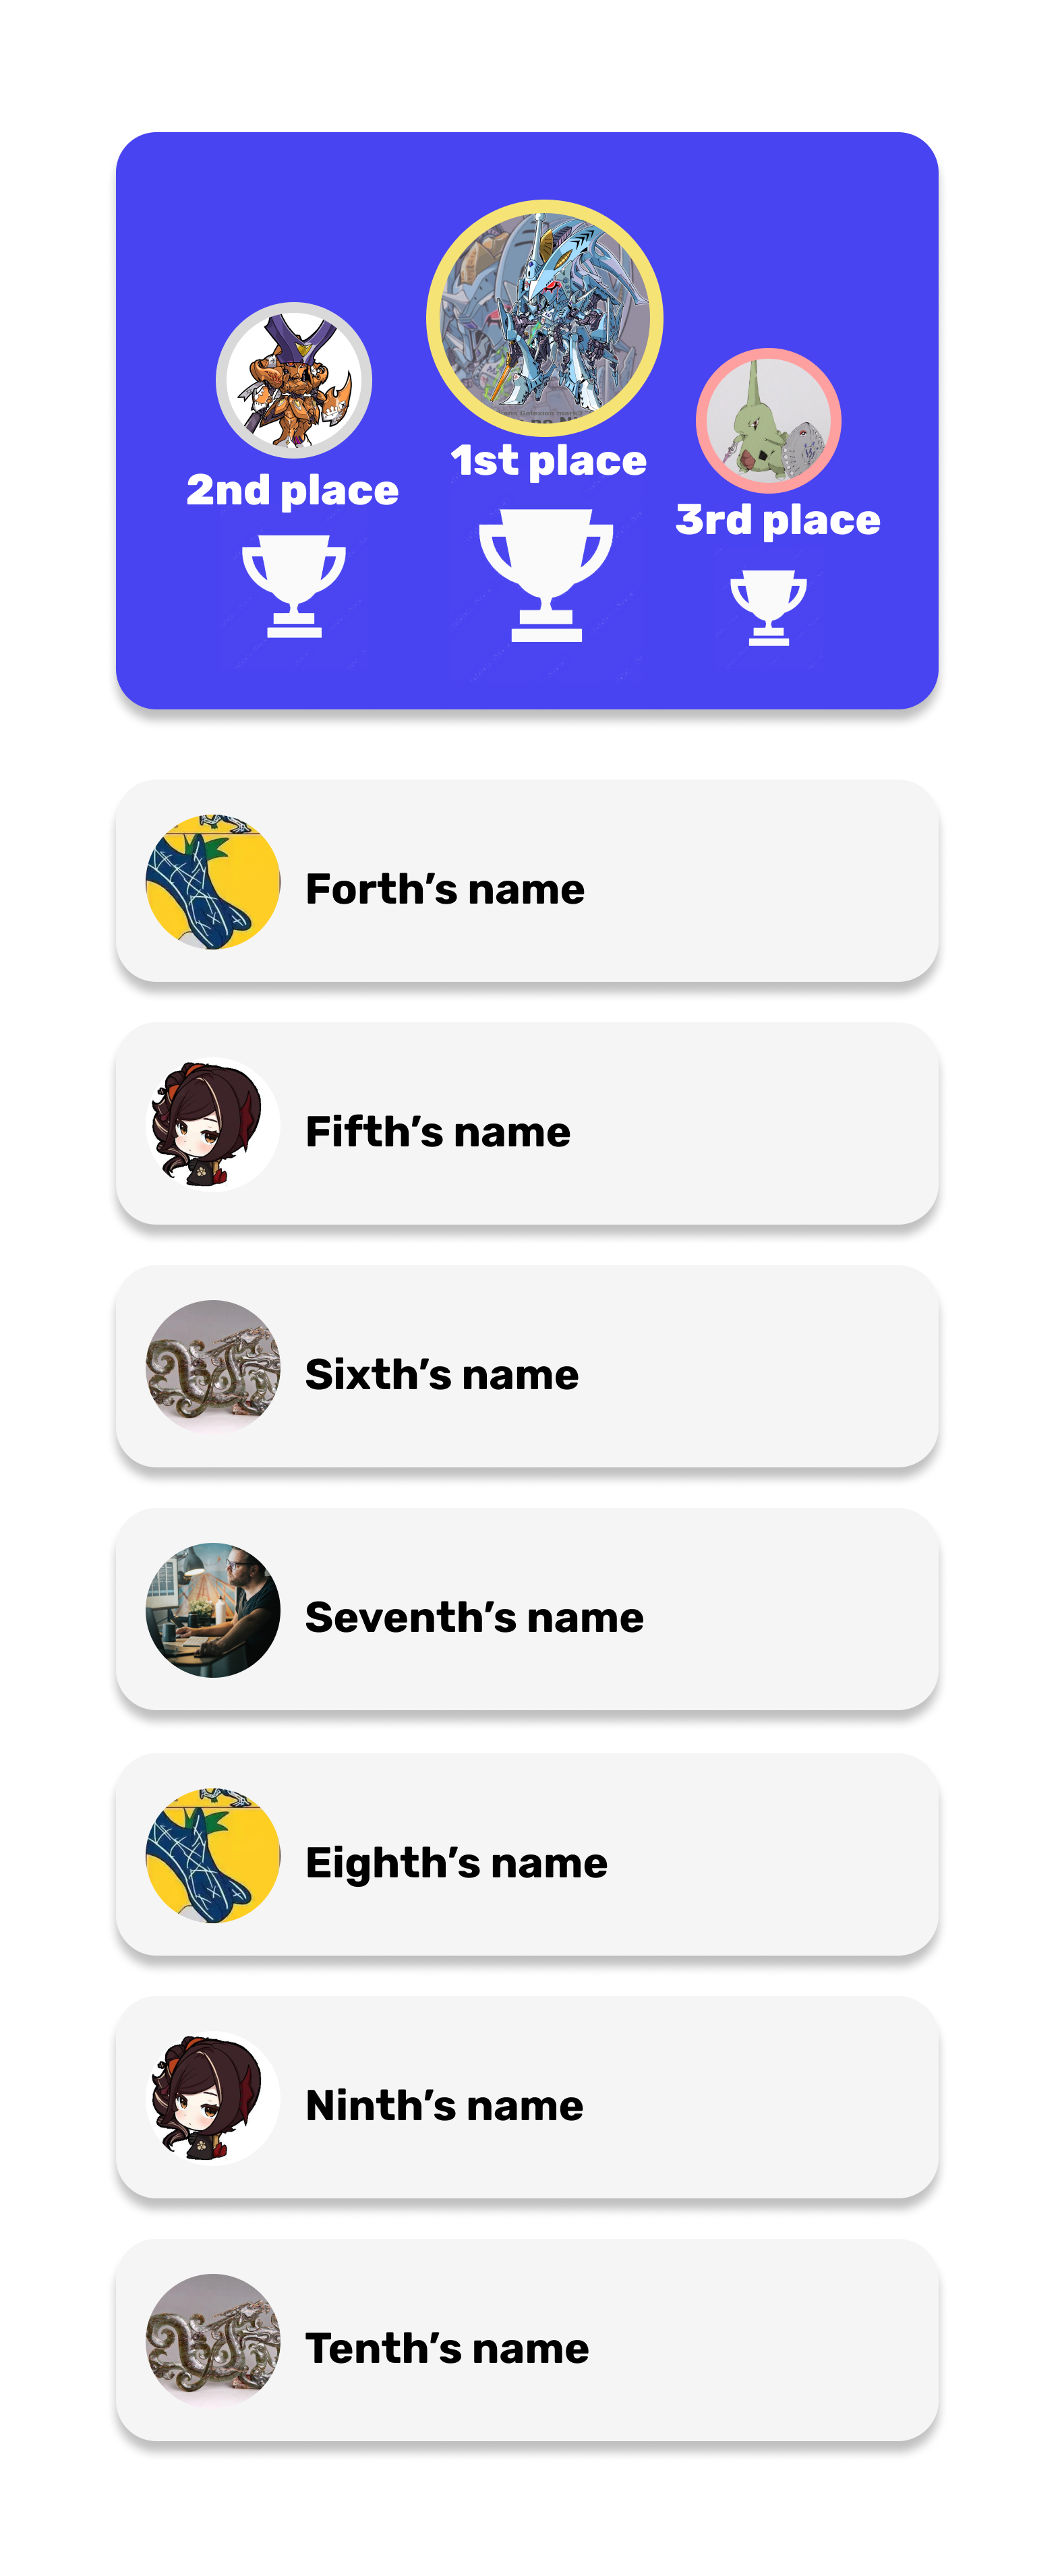 1st place
2nd place
3rd place
Forth’s name
Fifth’s name
Sixth’s name
Seventh’s name
Eighth’s name
Ninth’s name
Tenth’s name